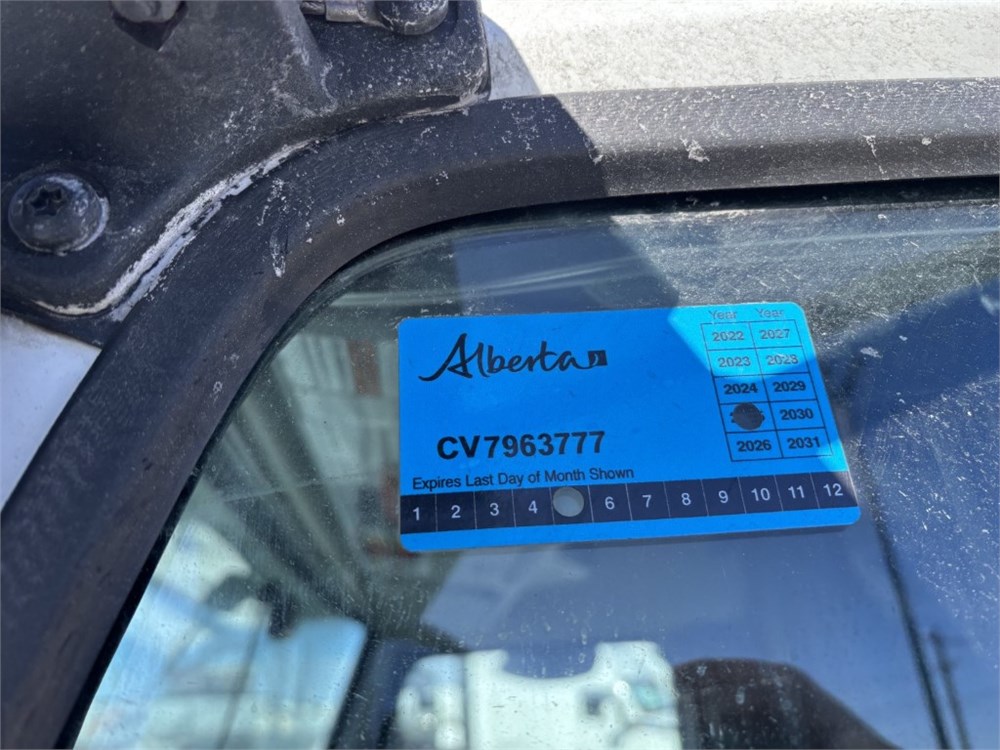 Alberta
Year Year
2022 2027
2023 2028
2024 2029
2030
2026 2031
CV7963777
Expires Last Day of Month Shown
1 2 3 4 6 7 8 9 10 11 12